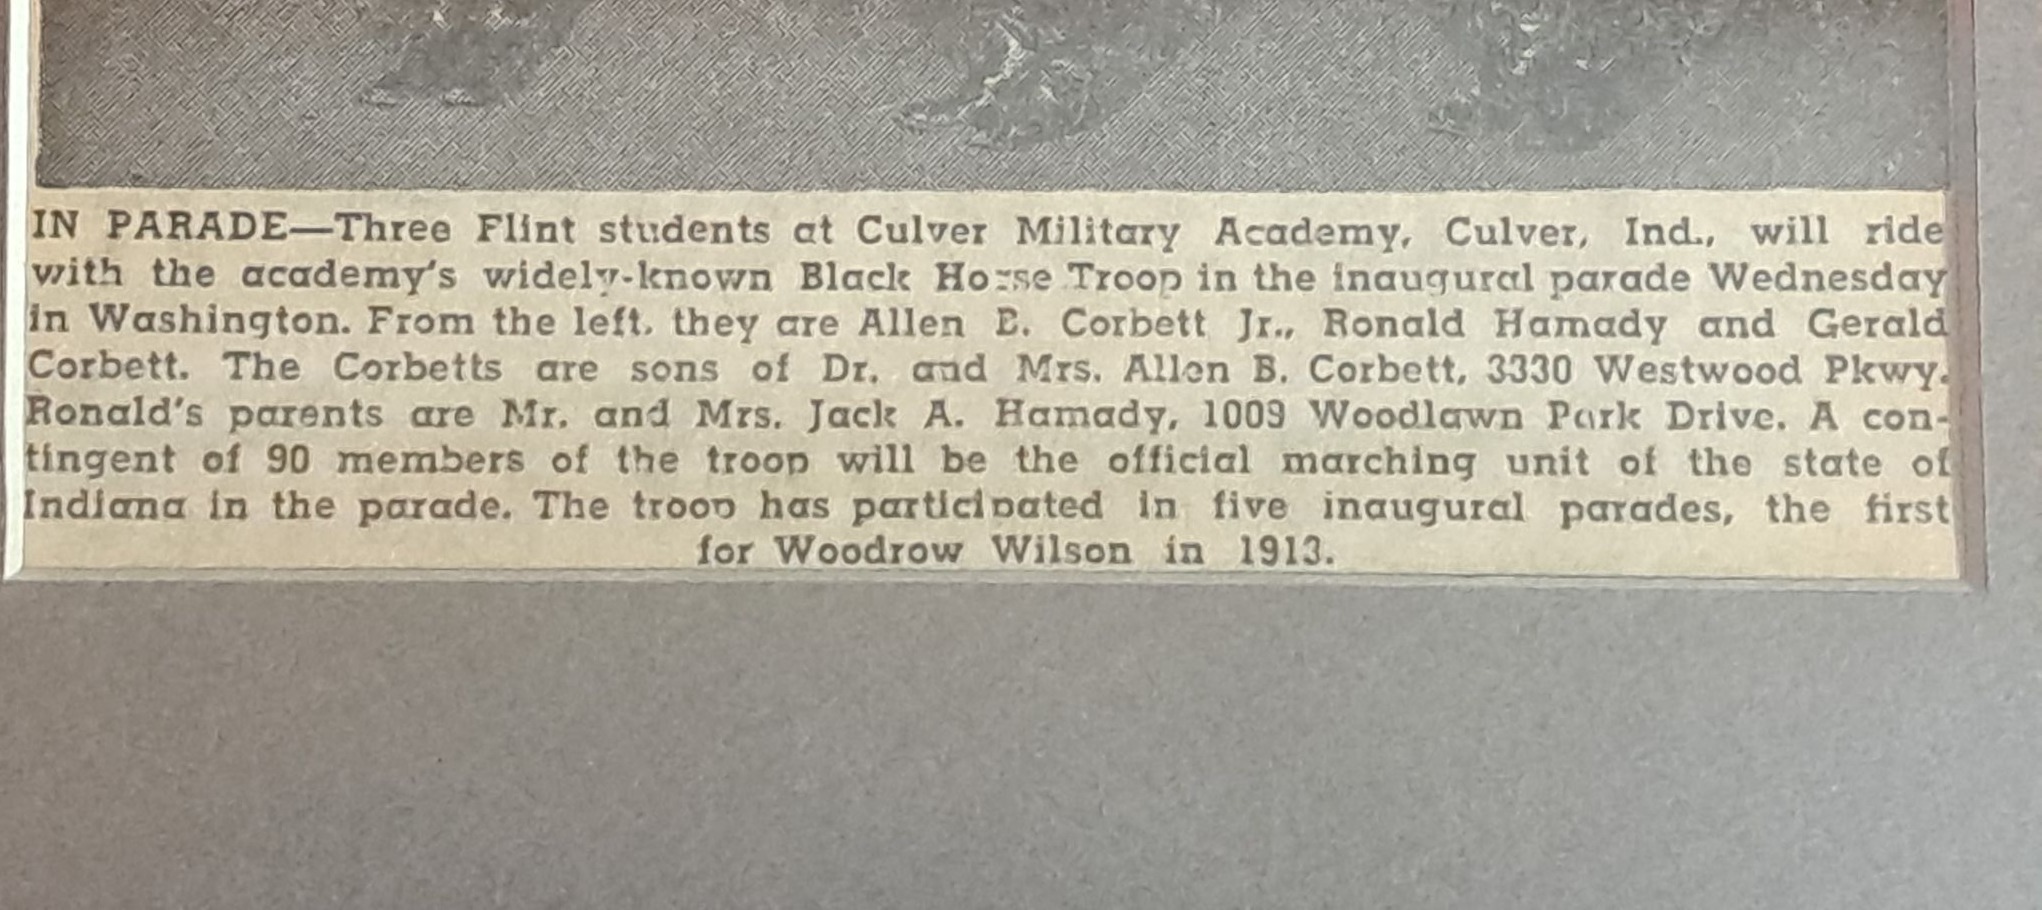 IN PARADE—Three Flint students at Culver Military Academy, Culver, Ind., will ride
with the academy's widely-known Black Horse Troop in the inaugural parade Wednesday
in Washington. From the left, they are Allen B. Corbett Jr., Ronald Hamady and Gerald
Corbett. The Corbetts are sons of Dr. and Mrs. Allen B. Corbett, 3330 Westwood Pkwy.
Ronald's parents are Mr. and Mrs. Jack A. Hamady, 1009 Woodlawn Park Drive. A con-
tingent of 90 members of the troop will be the official marching unit of the state of
Indiana in the parade. The troop has participated in five inaugural parades, the first
for Woodrow Wilson in 1913.